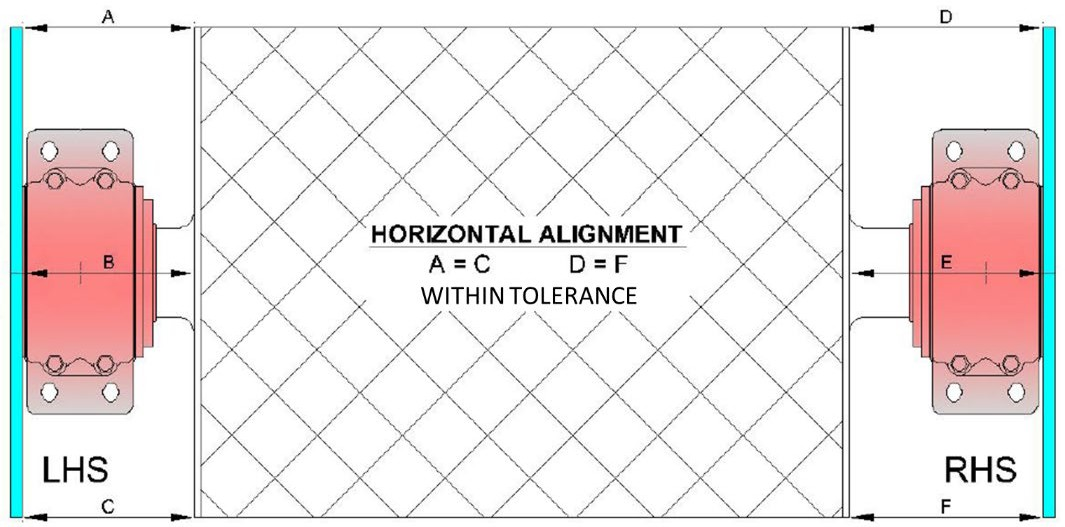 A
D
HORIZONTAL ALIGNMENT
A = C D = F
WITHIN TOLERANCE
B
E
LHS
RHS
C
F